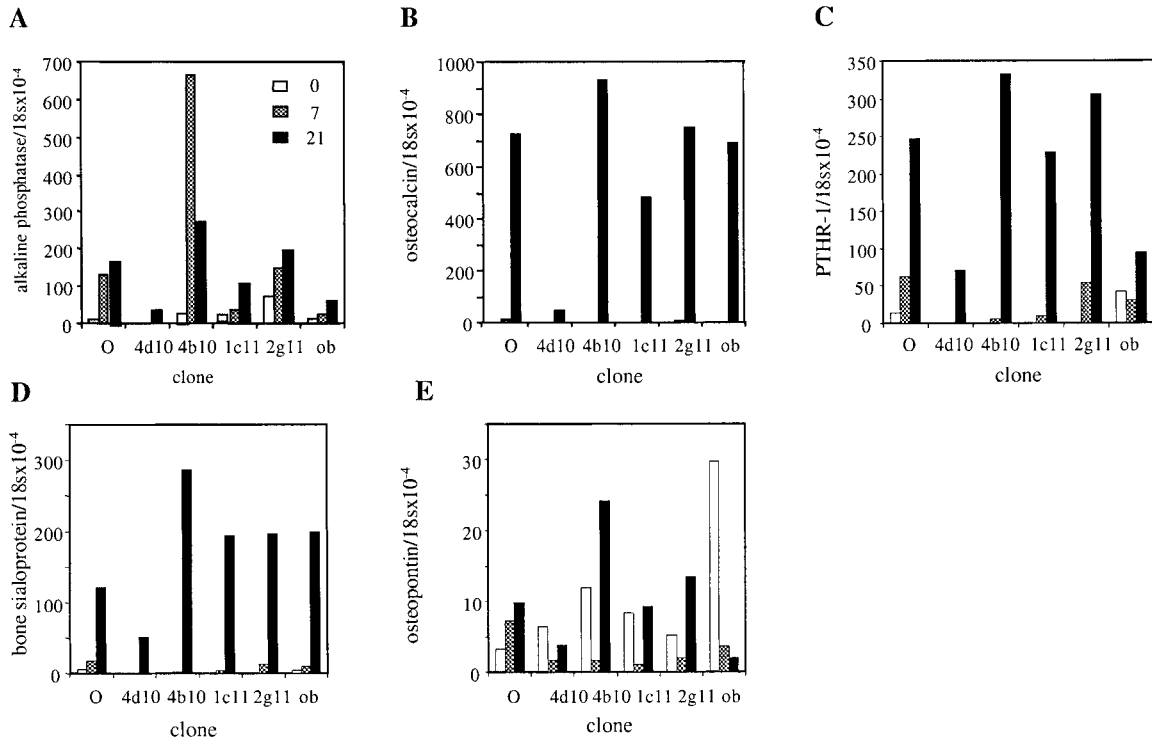 A
alkaline phosphatase/18sx10-4
700
600
500
400
300
200
100
0
0
7
21
O 4d10 4b10 1c11 2g11 ob
clone
B
osteocalcin/18sx10-4
1000
800
600
400
200
0
O 4d10 4b10 1c11 2g11 ob
clone
C
PTHR-1/18sx10-4
350
300
250
200
150
100
50
0
O 4d10 4b10 1c11 2g11 ob
clone
D
bone sialoprotein/18sx10-4
300
200
100
0
O 4d10 4b10 1c11 2g11 ob
clone
E
osteopontin/18sx10-4
30
20
10
0
O 4d10 4b10 1c11 2g11 ob
clone